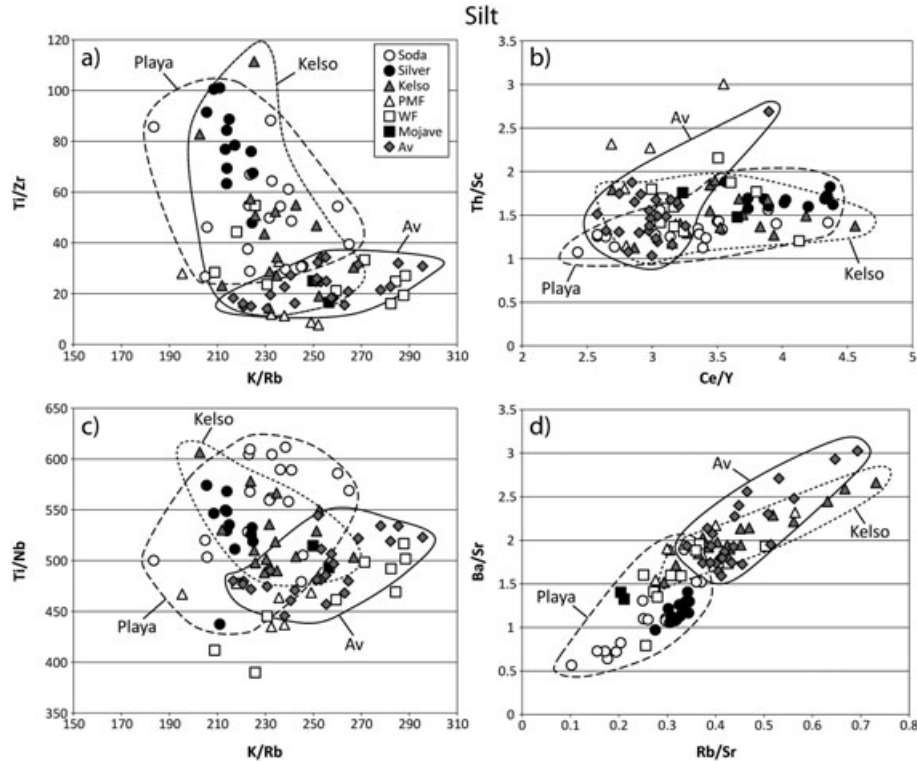 Silt
a)
Ti/Zr
120
100
80
60
40
20
0
150 170 190 210 230 250 270 290 310
K/Rb
Playa
Kelso
Av
Soda
Silver
Kelso
PMF
WF
Mojave
Av
b)
Th/Sc
3.5
3
2.5
2
1.5
1
0.5
0
2 2.5 3 3.5 4 4.5 5
Ce/Y
Av
Playa
Kelso
c)
Ti/Nb
650
600
550
500
450
400
350
150 170 190 210 230 250 270 290 310
K/Rb
Kelso
Playa
Av
d)
Ba/Sr
3.5
3
2.5
2
1.5
1
0.5
0
0 0.1 0.2 0.3 0.4 0.5 0.6 0.7 0.8
Rb/Sr
Av
Kelso
Playa